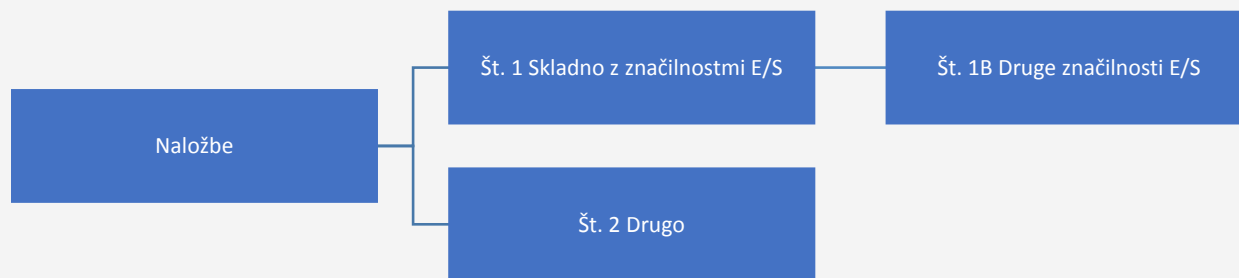 Naložbe
Št. 1 Skladno z značilnostmi E/S
Št. 1B Druge značilnosti E/S
Št. 2 Drugo